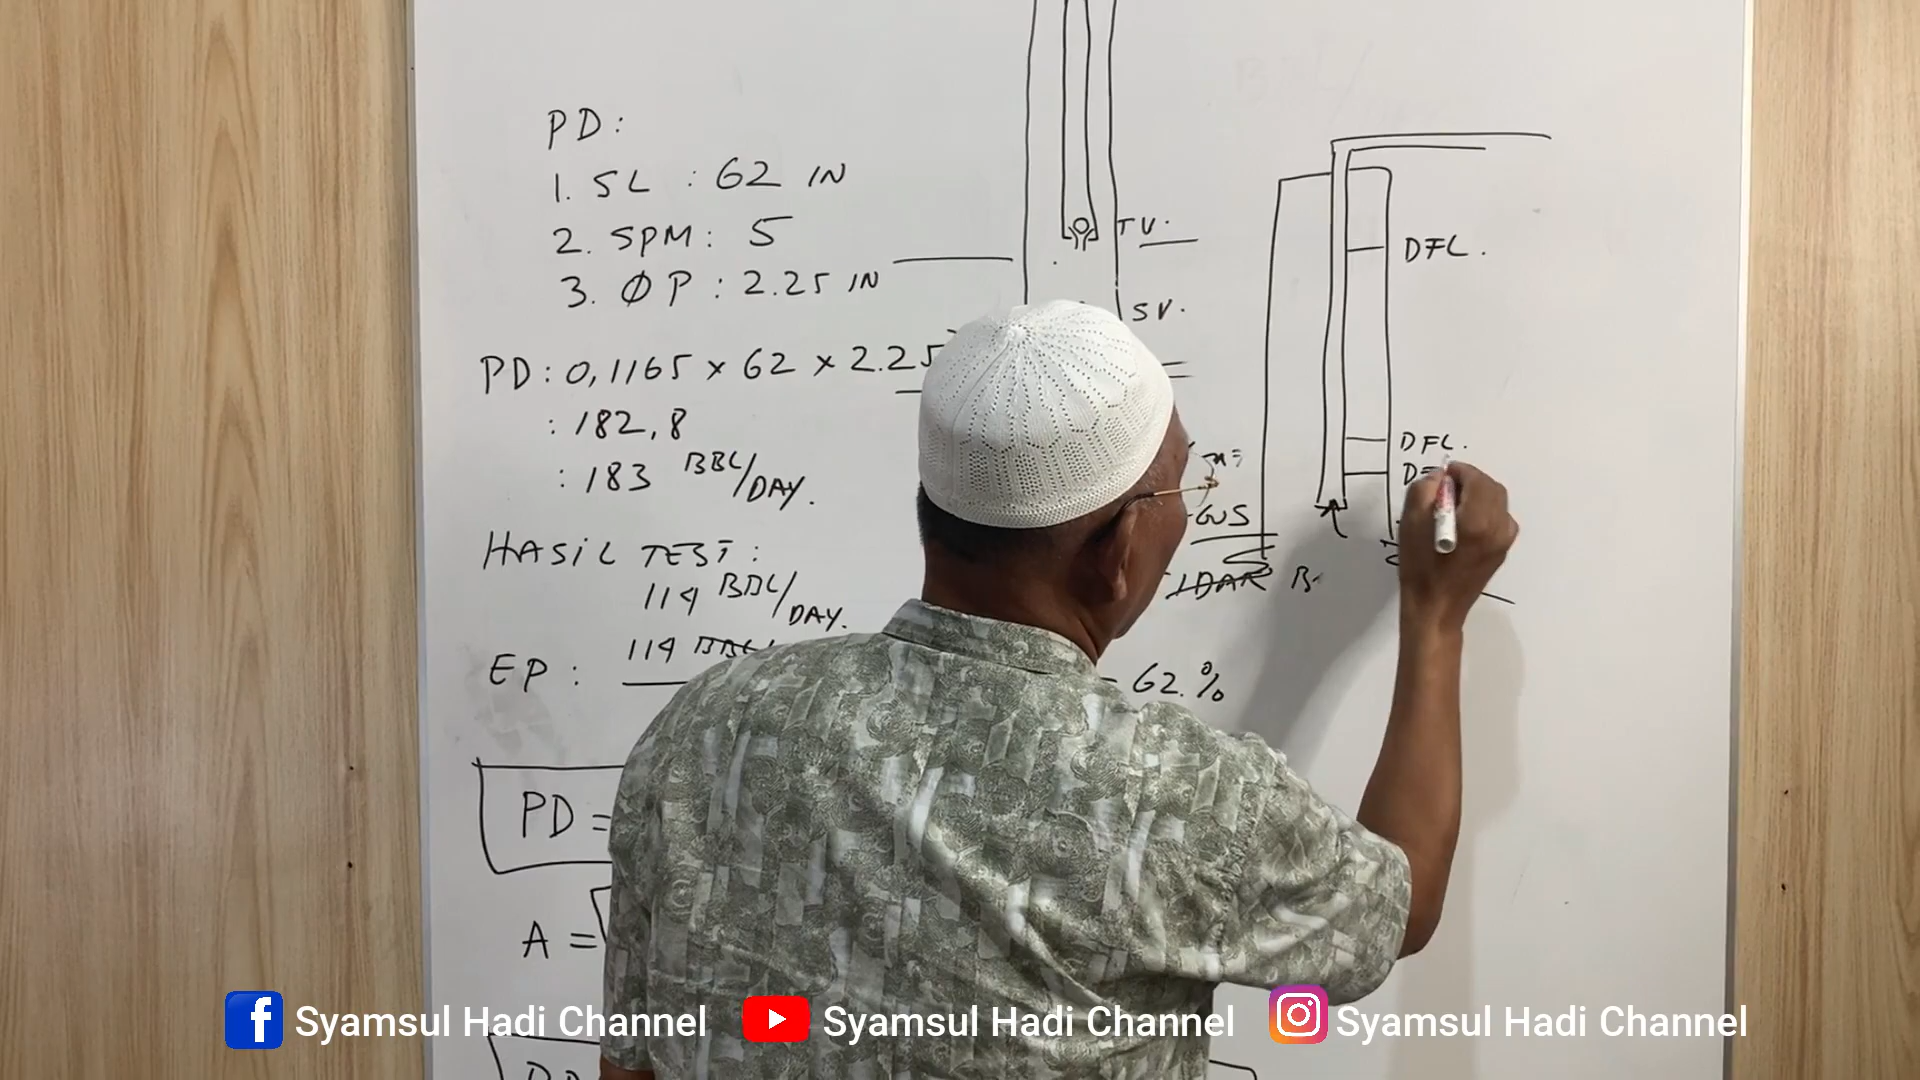 PD:
1. SL : 62 IN
2. SPM: 5
3. Ø P : 2.25 IN
PD: 0,1165 x 62 x 2.25
: 182,8
: 183 BBL/DAY.
HASIL TEST:
114 BBL/DAY.
EP: 114 62.%
PD =
A =
TV.
SV.
DFL.
DFL.
Syamsul Hadi Channel
Syamsul Hadi Channel
Syamsul Hadi Channel